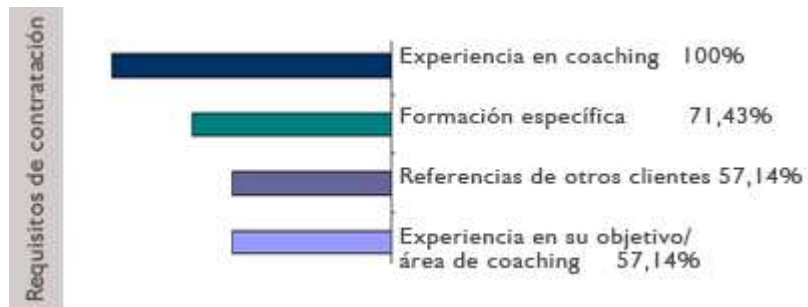 Requisitos de contratación
Experiencia en coaching 100%
Formación específica 71,43%
Referencias de otros clientes 57,14%
Experiencia en su objetivo/
área de coaching 57,14%